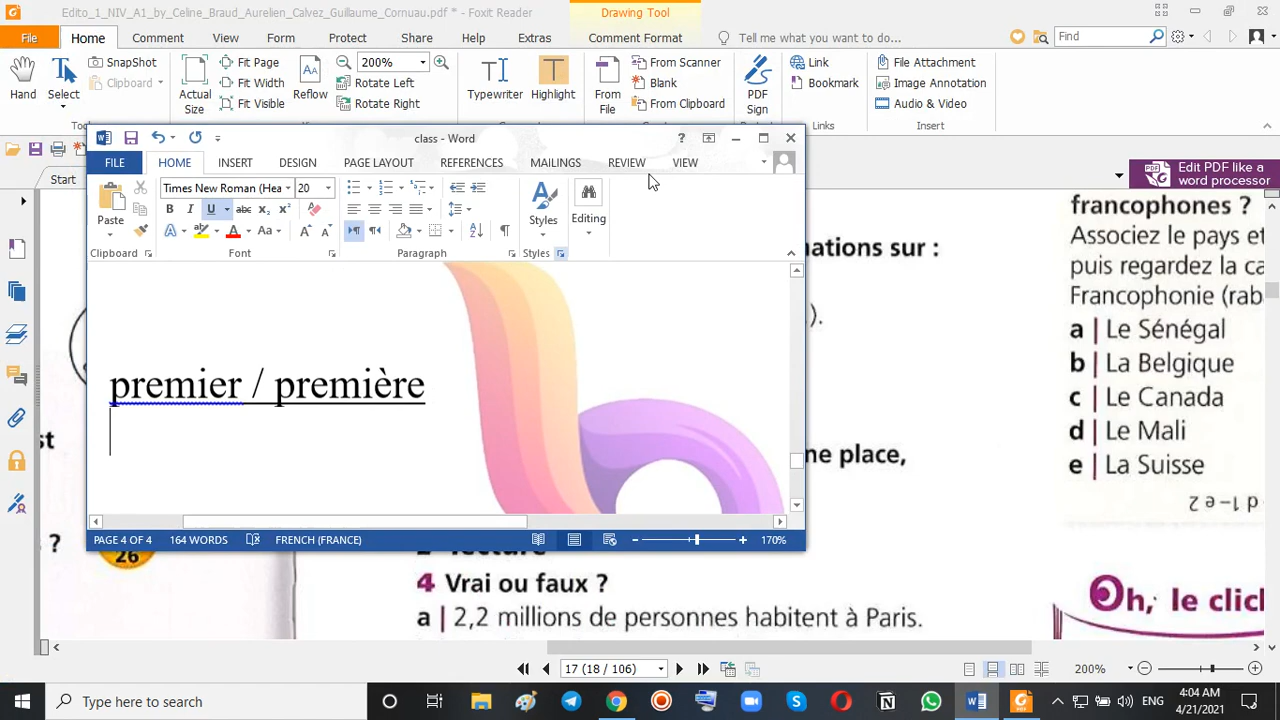 Edito_1_NIV_A1_by_Celine_Braud_Aurelien_Calvez_Guillaume_Cornuau.pdf * - Foxit Reader
Drawing Tool
File
Home
Comment
View
Form
Protect
Share
Help
Extras
Comment Format
Tell me what you want to do...
Find
Hand
Select
SnapShot
Clipboard
Actual
Size
Fit Page
Fit Width
Fit Visible
Reflow
200%
Rotate Left
Rotate Right
Typewriter
Highlight
From
File
From Scanner
Blank
From Clipboard
PDF
Sign
Link
Bookmark
Links
File Attachment
Image Annotation
Audio & Video
Insert
Start
Edit PDF like a
word processor
class - Word
FILE
HOME
INSERT
DESIGN
PAGE LAYOUT
REFERENCES
MAILINGS
REVIEW
VIEW
Paste
Times New Roman (Hea
20
Styles
Editing
Clipboard
Font
Paragraph
Styles
premier / première
PAGE 4 OF 4
164 WORDS
FRENCH (FRANCE)
170%
francophones ?
Associez le pays et
puis regardez la ca
Francophonie (rab
a | Le Sénégal
b | La Belgique
c | Le Canada
d | Le Mali
e | La Suisse
mations sur :
).
ne place,
st
s ?
26
lecture
4 Vrai ou faux ?
a | 2,2 millions de personnes habitent à Paris.
Oh, le clic
17 (18 / 106)
200%
Type here to search
ENG
4:04 AM
4/21/2021